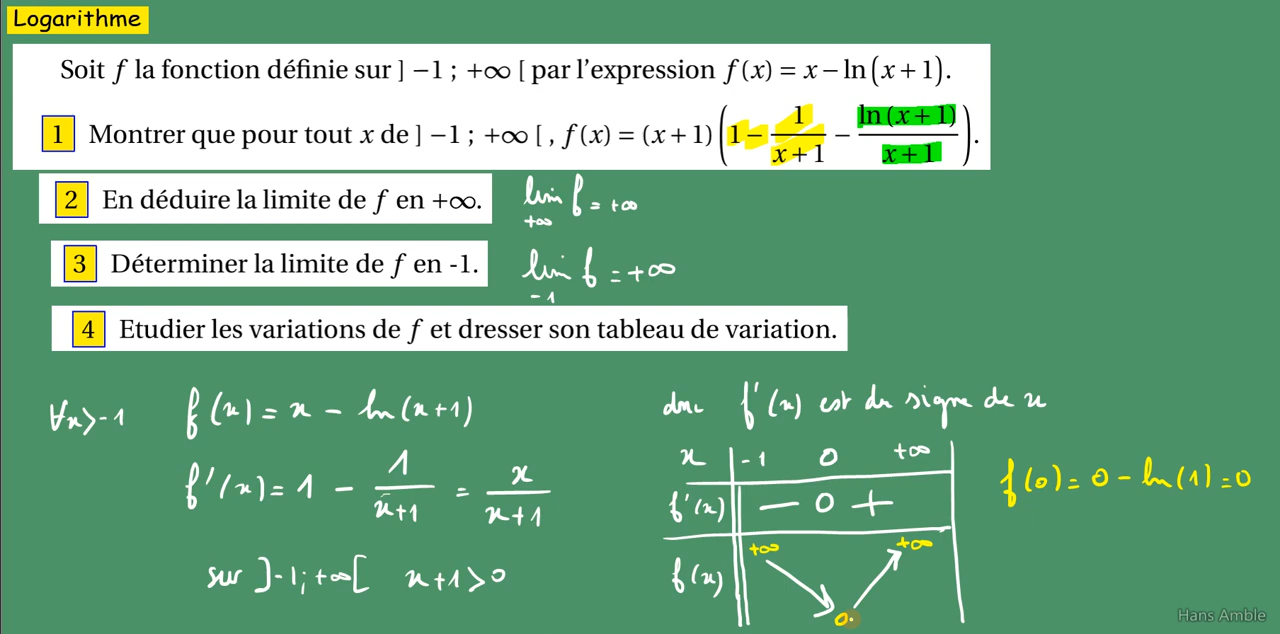 Logarithme
Soit f la fonction définie sur ] −1 ; +∞ [ par l'expression f(x) = x − ln(x+1).
1 Montrer que pour tout x de ] −1 ; +∞ [ , f(x) = (x+1)(1 − 1/(x+1) − ln(x+1)/(x+1)).
2 En déduire la limite de f en +∞. lim f = +∞
+∞
3 Déterminer la limite de f en -1. lim f = +∞
-1
4 Etudier les variations de f et dresser son tableau de variation.
∀x>-1 f(x) = x − ln(x+1)
f'(x) = 1 − 1/(x+1) = x/(x+1)
sur ]-1;+∞[ x+1>0
donc f'(x) est du signe de x
x -1 0 +∞
f'(x) − 0 +
f(x) +∞ 0 +∞
f(0) = 0 − ln(1) = 0
Hans Amble